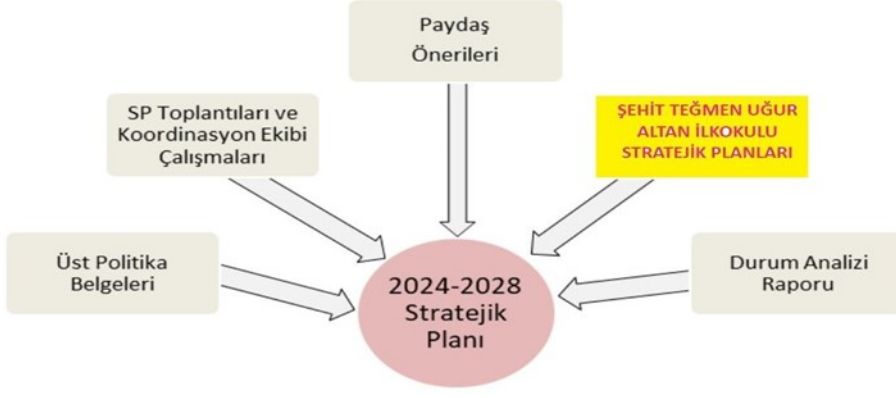 Paydaş
Önerileri
SP Toplantıları ve
Koordinasyon Ekibi
Çalışmaları
ŞEHİT TEĞMEN UĞUR
ALTAN İLKOKULU
STRATEJİK PLANLARI
Üst Politika
Belgeleri
2024-2028
Stratejik
Planı
Durum Analizi
Raporu